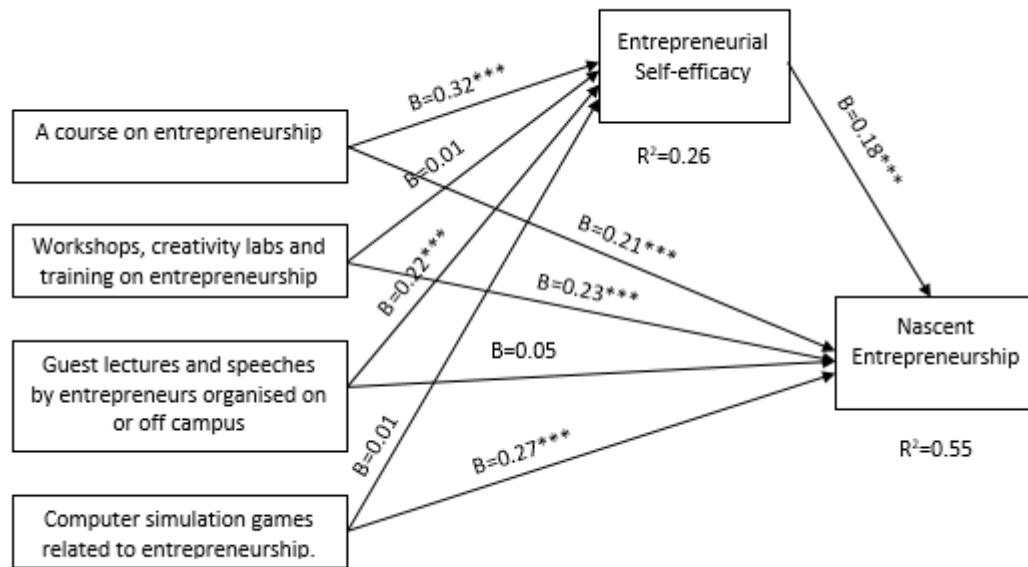 Entrepreneurial
Self-efficacy
B=0.32***
A course on entrepreneurship
B=0.01
R²=0.26
B=0.18***
Workshops, creativity labs and
training on entrepreneurship
B=0.22***
B=0.21***
B=0.23***
Nascent
Entrepreneurship
Guest lectures and speeches
by entrepreneurs organised on
or off campus
B=0.05
B=0.01
B=0.27***
R²=0.55
Computer simulation games
related to entrepreneurship.